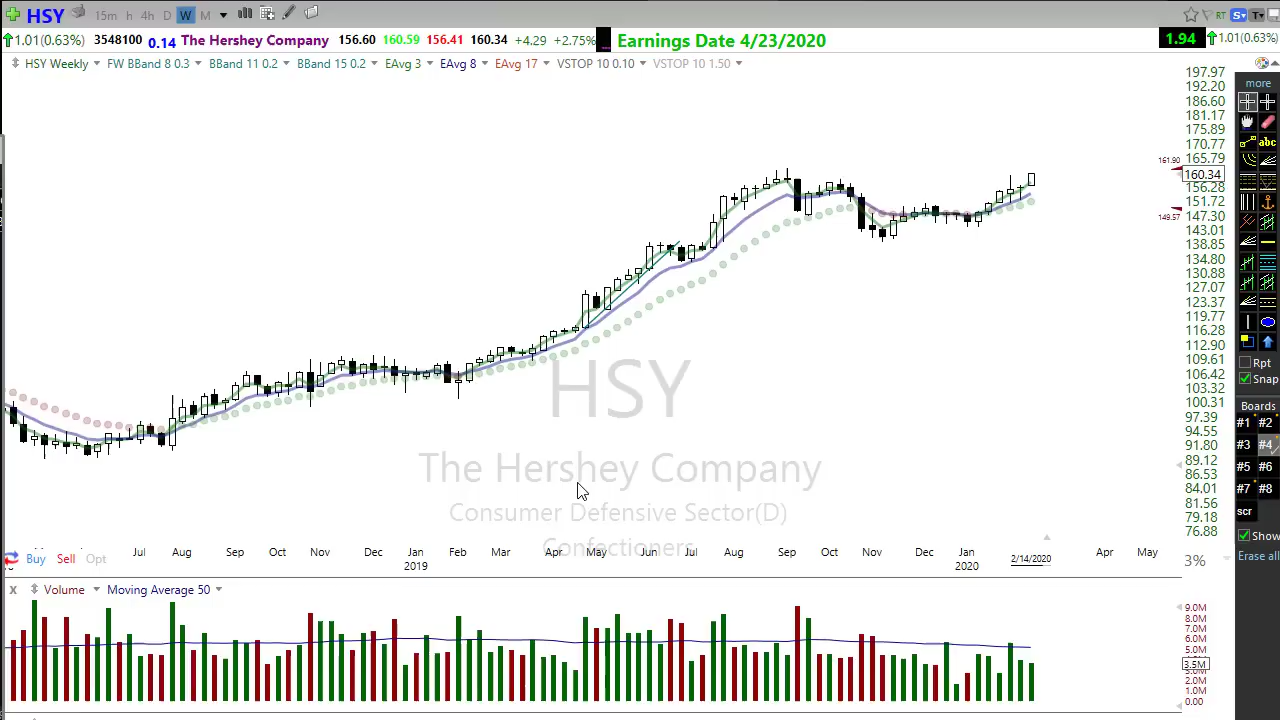 HSY 15m h 4h D W M RT S T
1.01(0.63%) 3548100 0.14 The Hershey Company 156.60 160.59 156.41 160.34 +4.29 +2.75% Earnings Date 4/23/2020 1.94 1.01(0.63%)
HSY Weekly FW BBand 8 0.3 BBand 11 0.2 BBand 15 0.2 EAvg 3 EAvg 8 EAvg 17 VSTOP 10 0.10 VSTOP 10 1.50
197.97
192.20
186.60
181.17
175.89
170.77
165.79
161.90
160.34
156.28
151.72
149.57
147.30
143.01
138.85
134.80
130.88
127.07
123.37
119.77
116.28
112.90
109.61
106.42
103.32
100.31
97.39
94.55
91.80
89.12
86.53
84.01
81.56
79.18
76.88
more
abc
Rpt
Snap
Boards
#1 #2
#3 #4
#5 #6
#7 #8
scr
Show
Erase all
HSY
The Hershey Company
Consumer Defensive Sector(D)
Confectioners
Jul Aug Sep Oct Nov Dec Jan Feb Mar Apr May Jun Jul Aug Sep Oct Nov Dec Jan Apr May
2019 2020 2/14/2020
Buy Sell Opt 3%
X Volume Moving Average 50
9.0M
8.0M
7.0M
6.0M
5.0M
3.5M
2.0M
1.0M
0.00